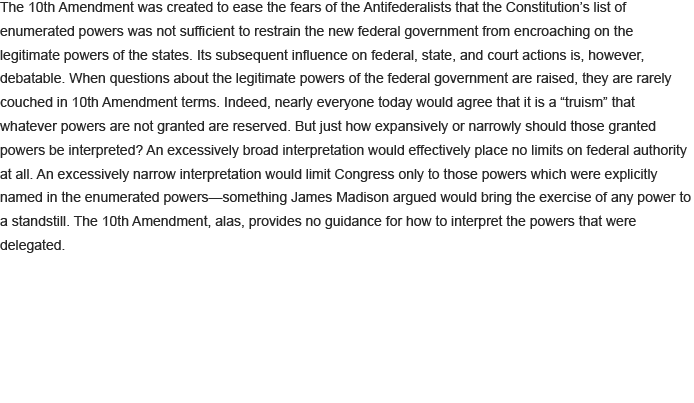 The 10th Amendment was created to ease the fears of the Antifederalists that the Constitution’s list of
enumerated powers was not sufficient to restrain the new federal government from encroaching on the
legitimate powers of the states. Its subsequent influence on federal, state, and court actions is, however,
debatable. When questions about the legitimate powers of the federal government are raised, they are rarely
couched in 10th Amendment terms. Indeed, nearly everyone today would agree that it is a “truism” that
whatever powers are not granted are reserved. But just how expansively or narrowly should those granted
powers be interpreted? An excessively broad interpretation would effectively place no limits on federal authority
at all. An excessively narrow interpretation would limit Congress only to those powers which were explicitly
named in the enumerated powers—something James Madison argued would bring the exercise of any power to
a standstill. The 10th Amendment, alas, provides no guidance for how to interpret the powers that were
delegated.